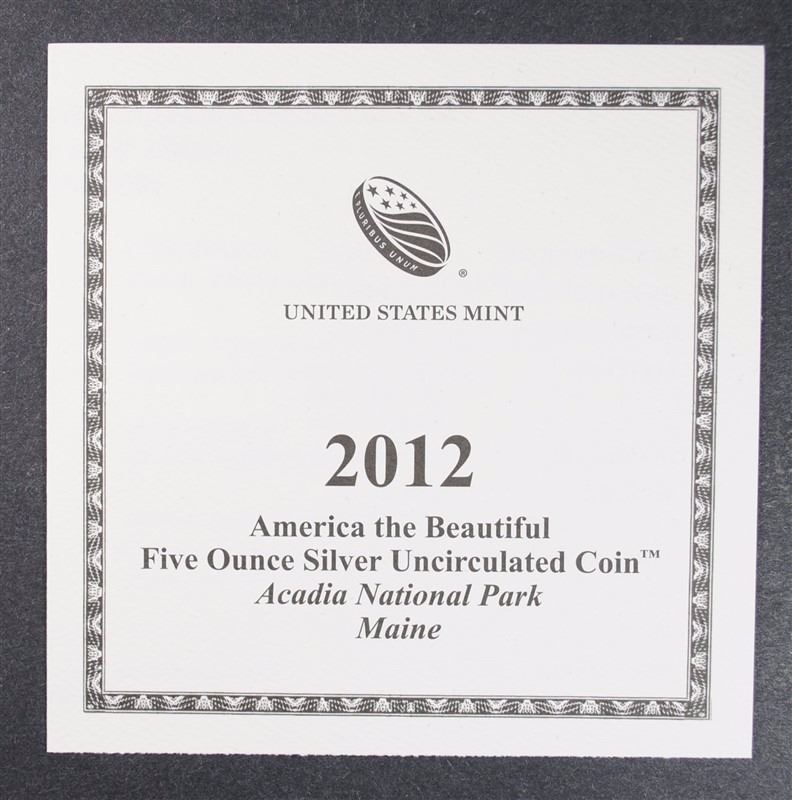 E PLURIBUS UNUM
®
UNITED STATES MINT
2012
America the Beautiful
Five Ounce Silver Uncirculated Coin™
Acadia National Park
Maine